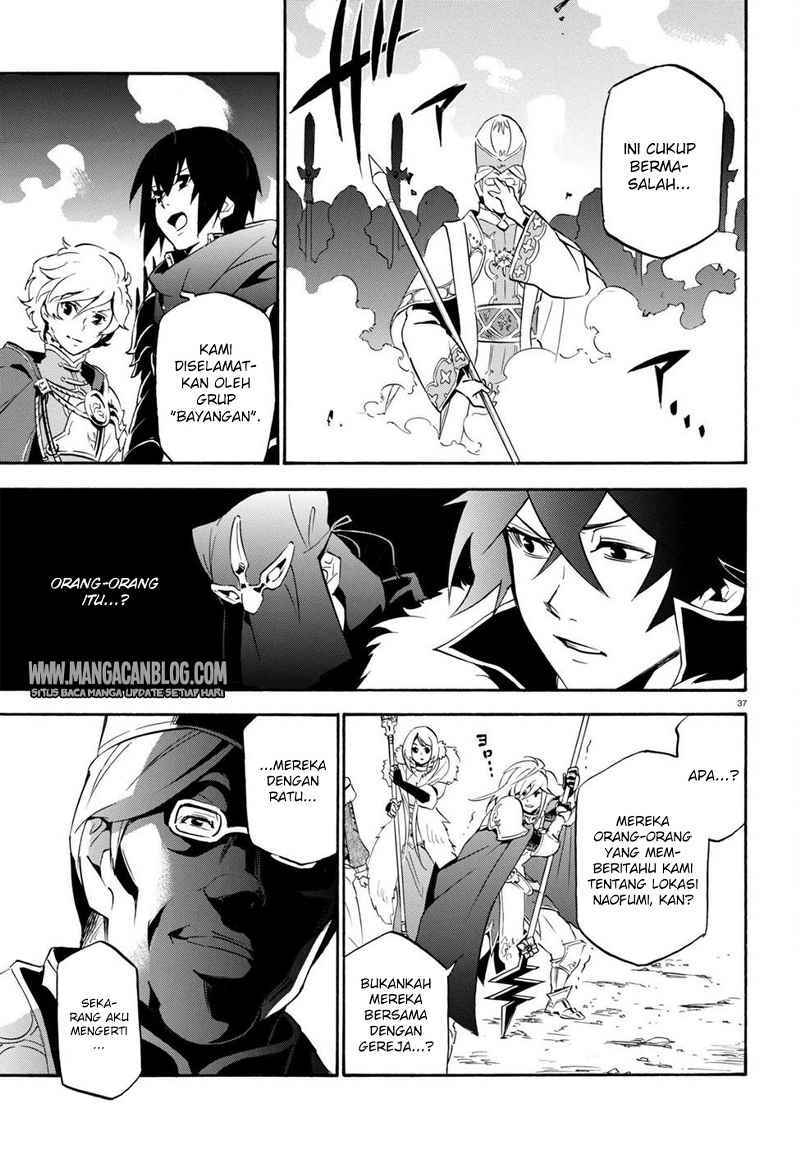 INI CUKUP
BERMA-
SALAH...
KAMI
DISELAMAT-
KAN OLEH
GRUP
"BAYANGAN".
ORANG-ORANG
ITU...?
WWW.MANGACANBLOG.COM
SITUS BACA MANGA UPDATE SETIAP HARI
37
APA...?
MEREKA
ORANG-ORANG
YANG MEM-
BERITAHU KAMI
TENTANG LOKASI
NAOFUMI, KAN?
ヨロ...
BUKANKAH
MEREKA
BERSAMA
DENGAN
GEREJA...?
...MEREKA
DENGAN
RATU...
SEKA-
RANG AKU
MENGERTI
...